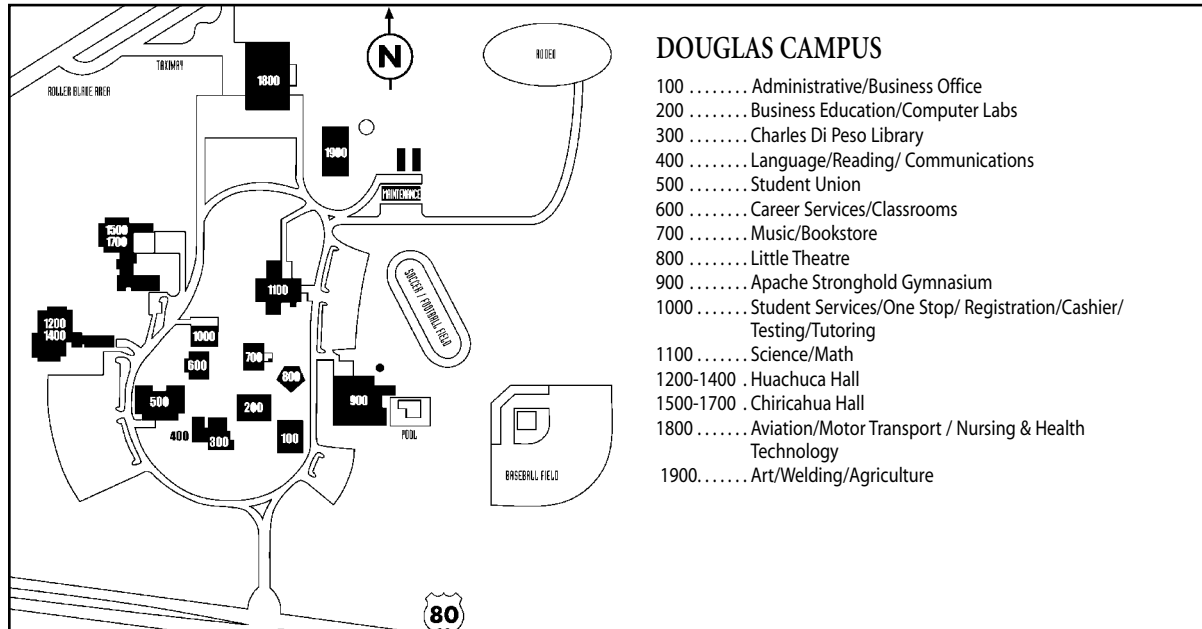 TAXIWAY
ROLLER BLADE AREA
1800
N
RODEO
1900
MAINTENANCE
1500
1700
1100
SOCCER / FOOTBALL FIELD
1200
1400
1000
700
600
800
500
200
900
400
300
100
POOL
BASEBALL FIELD
80
DOUGLAS CAMPUS
100 ........ Administrative/Business Office
200 ........ Business Education/Computer Labs
300 ........ Charles Di Peso Library
400 ........ Language/Reading/ Communications
500 ........ Student Union
600 ........ Career Services/Classrooms
700 ........ Music/Bookstore
800 ........ Little Theatre
900 ........ Apache Stronghold Gymnasium
1000 ....... Student Services/One Stop/ Registration/Cashier/
Testing/Tutoring
1100 ....... Science/Math
1200-1400 . Huachuca Hall
1500-1700 . Chiricahua Hall
1800 ....... Aviation/Motor Transport / Nursing & Health
Technology
1900....... Art/Welding/Agriculture